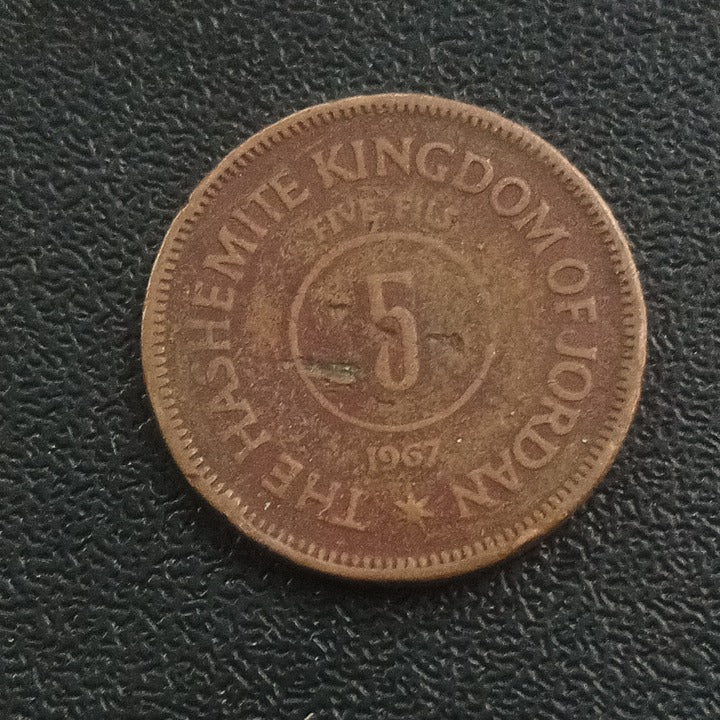 THE HASHEMITE KINGDOM OF JORDAN
FIVE FILS
5
1967